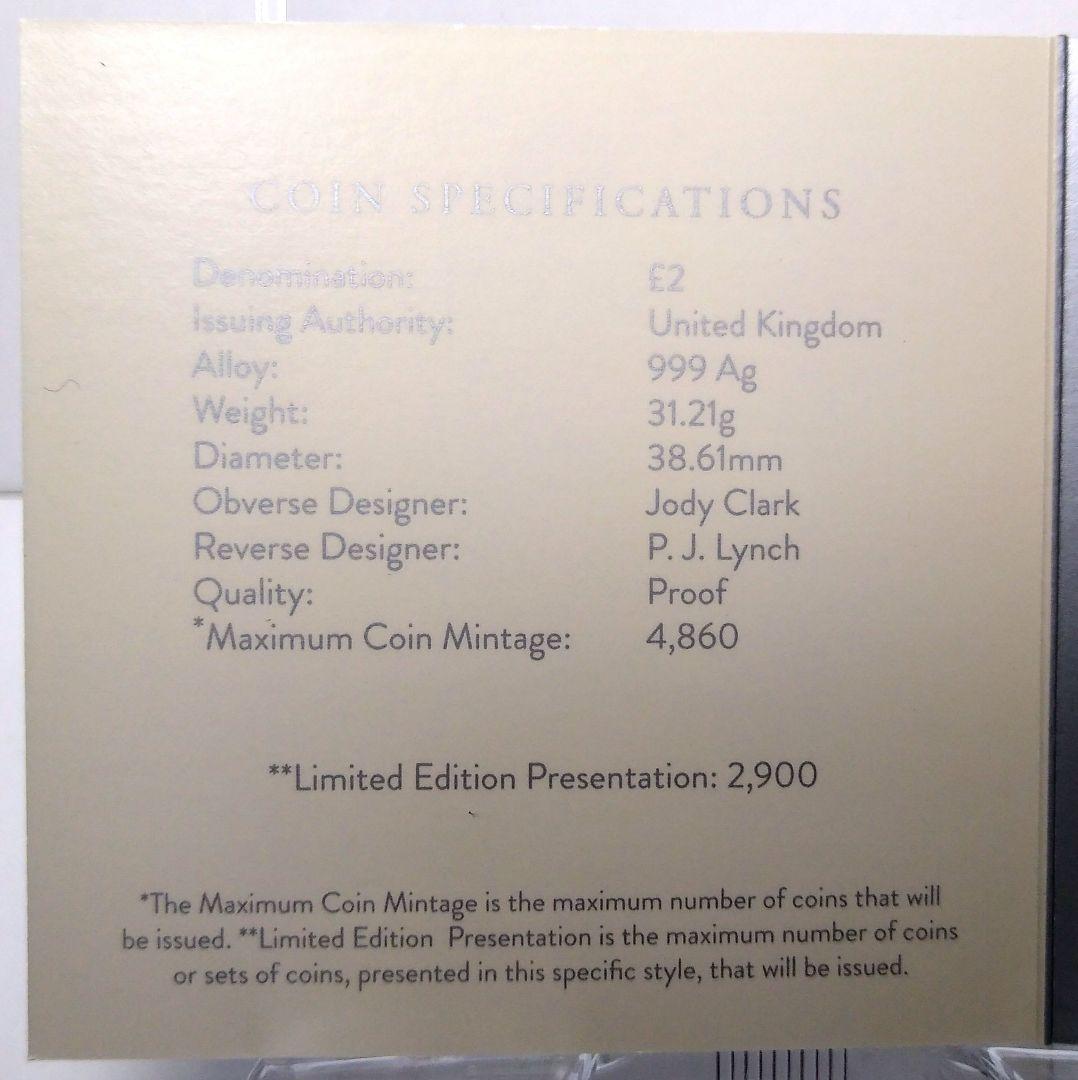 COIN SPECIFICATIONS
Denomination: £2
Issuing Authority: United Kingdom
Alloy: 999 Ag
Weight: 31.21g
Diameter: 38.61mm
Obverse Designer: Jody Clark
Reverse Designer: P. J. Lynch
Quality: Proof
*Maximum Coin Mintage: 4,860
**Limited Edition Presentation: 2,900
*The Maximum Coin Mintage is the maximum number of coins that will
be issued. **Limited Edition Presentation is the maximum number of coins
or sets of coins, presented in this specific style, that will be issued.